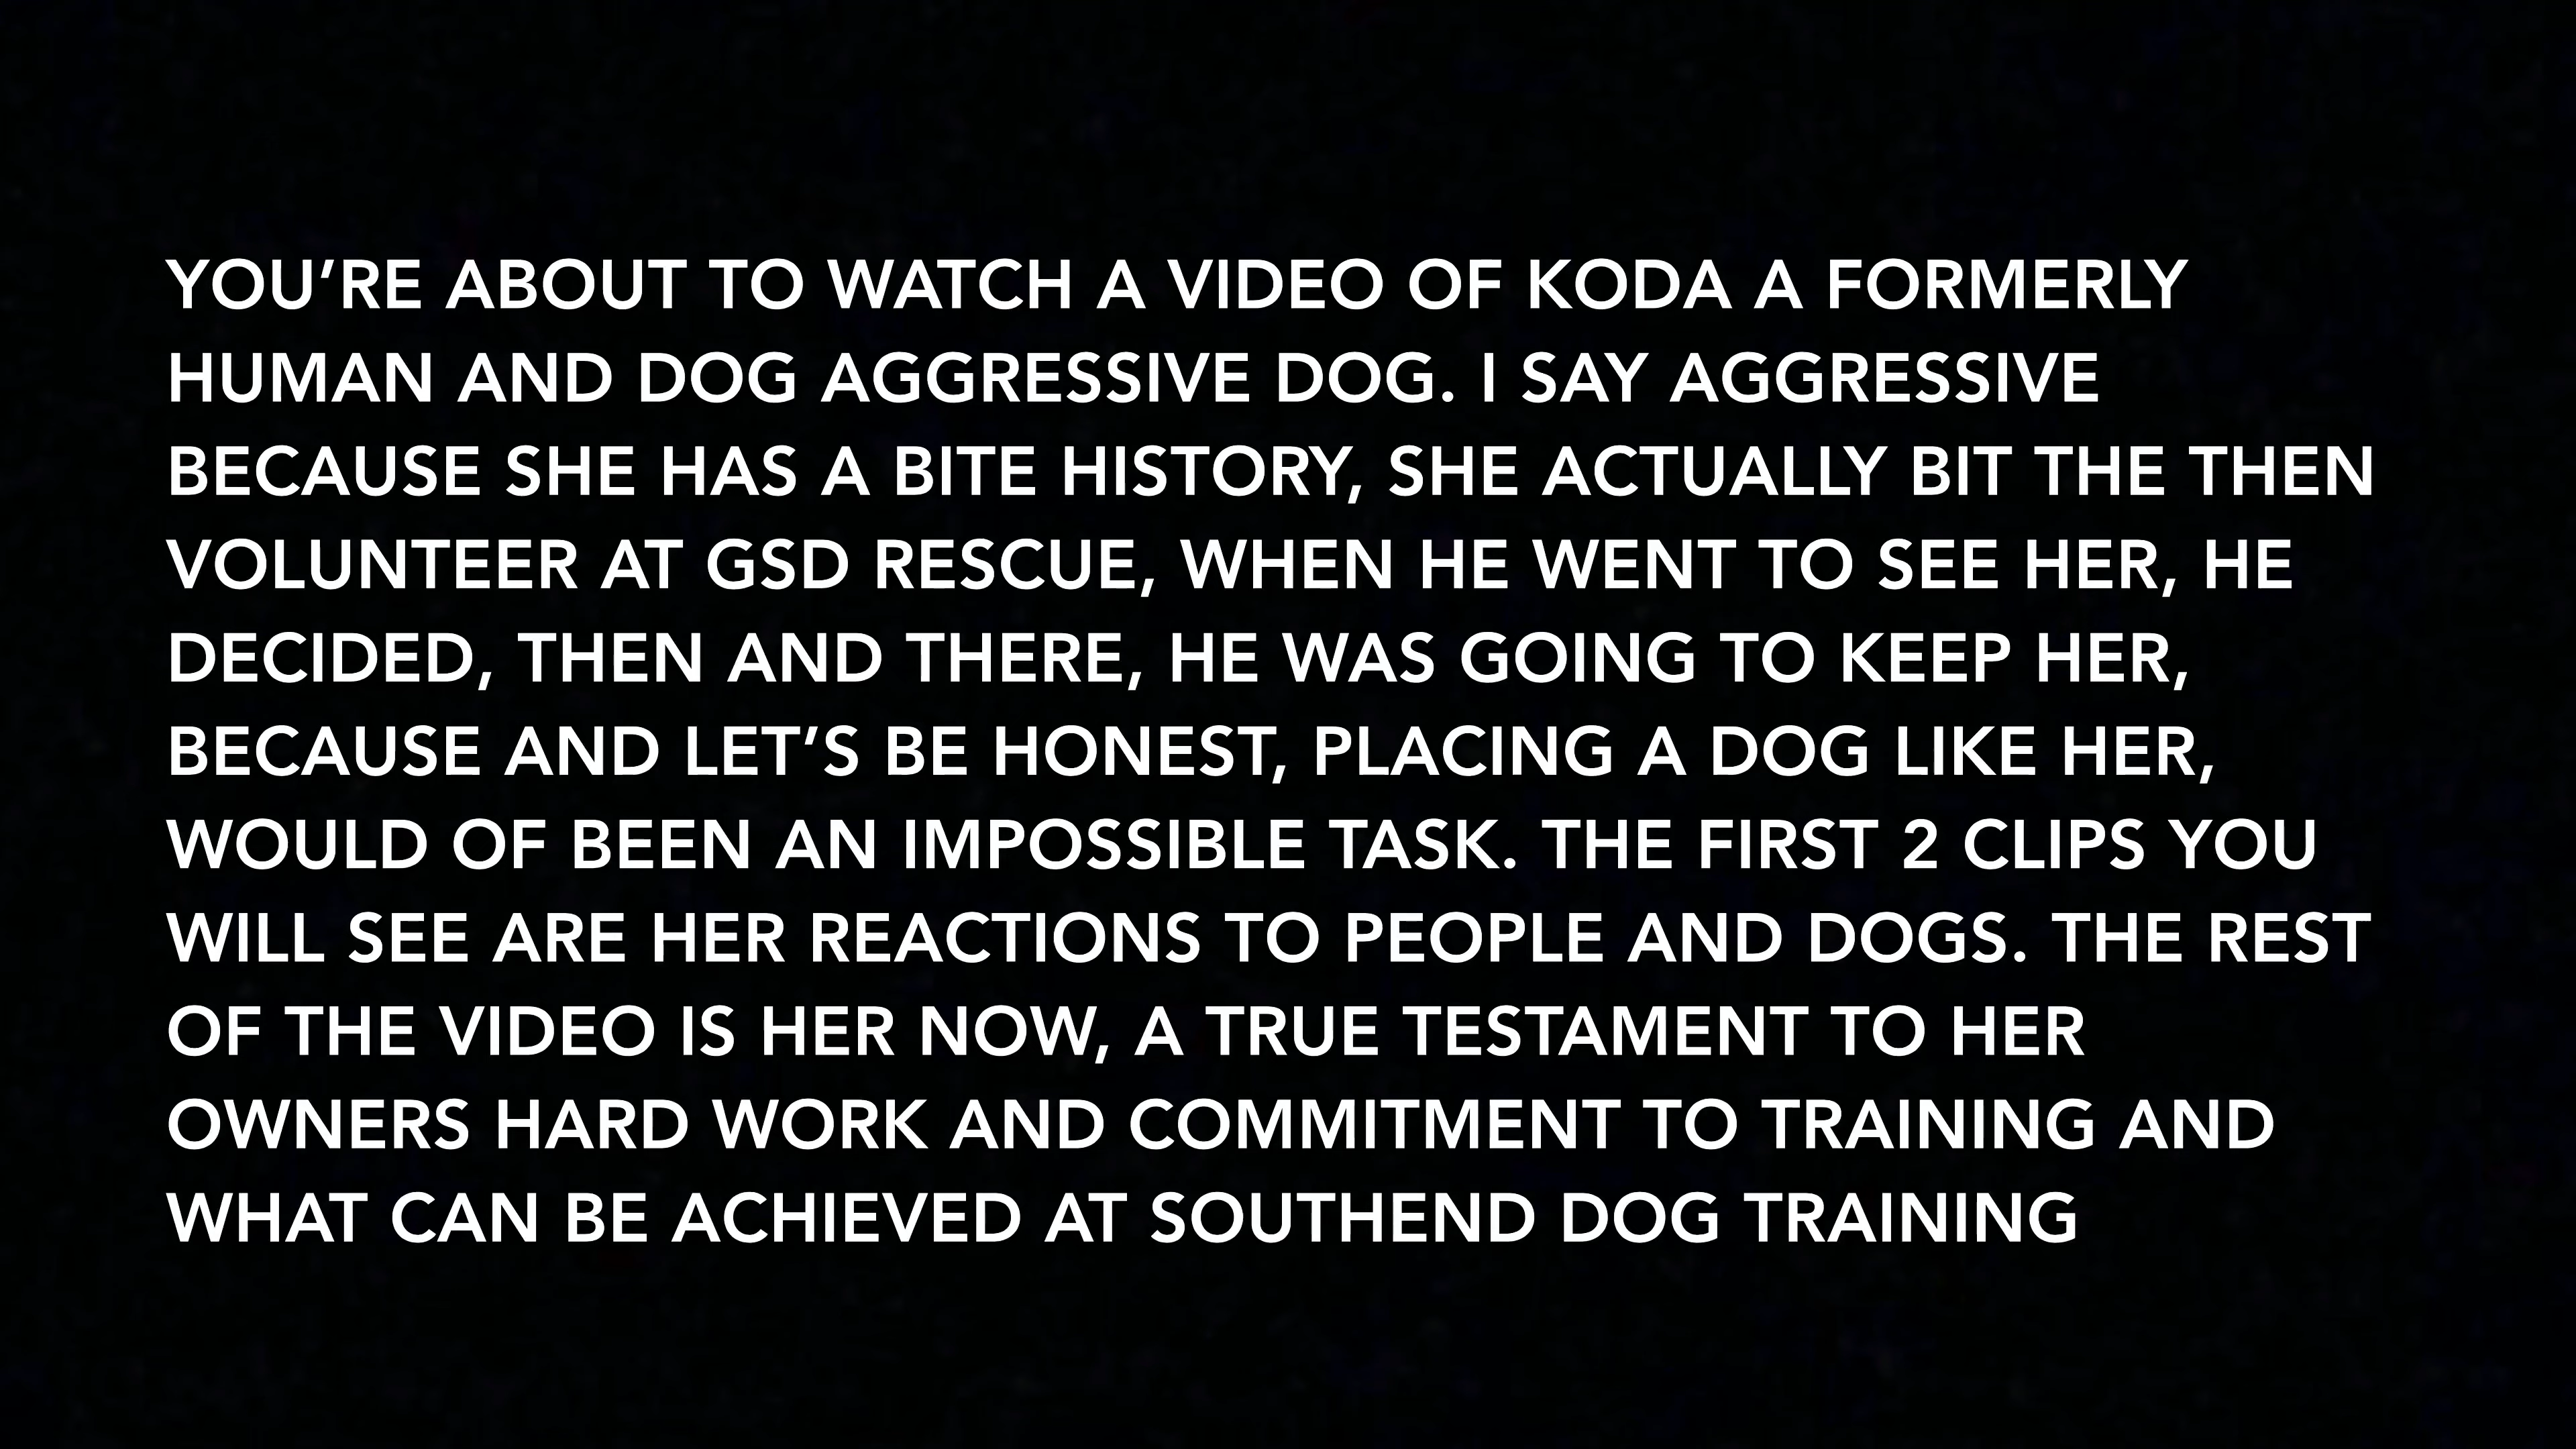 YOU’RE ABOUT TO WATCH A VIDEO OF KODA A FORMERLY
HUMAN AND DOG AGGRESSIVE DOG. I SAY AGGRESSIVE
BECAUSE SHE HAS A BITE HISTORY, SHE ACTUALLY BIT THE THEN
VOLUNTEER AT GSD RESCUE, WHEN HE WENT TO SEE HER, HE
DECIDED, THEN AND THERE, HE WAS GOING TO KEEP HER,
BECAUSE AND LET’S BE HONEST, PLACING A DOG LIKE HER,
WOULD OF BEEN AN IMPOSSIBLE TASK. THE FIRST 2 CLIPS YOU
WILL SEE ARE HER REACTIONS TO PEOPLE AND DOGS. THE REST
OF THE VIDEO IS HER NOW, A TRUE TESTAMENT TO HER
OWNERS HARD WORK AND COMMITMENT TO TRAINING AND
WHAT CAN BE ACHIEVED AT SOUTHEND DOG TRAINING